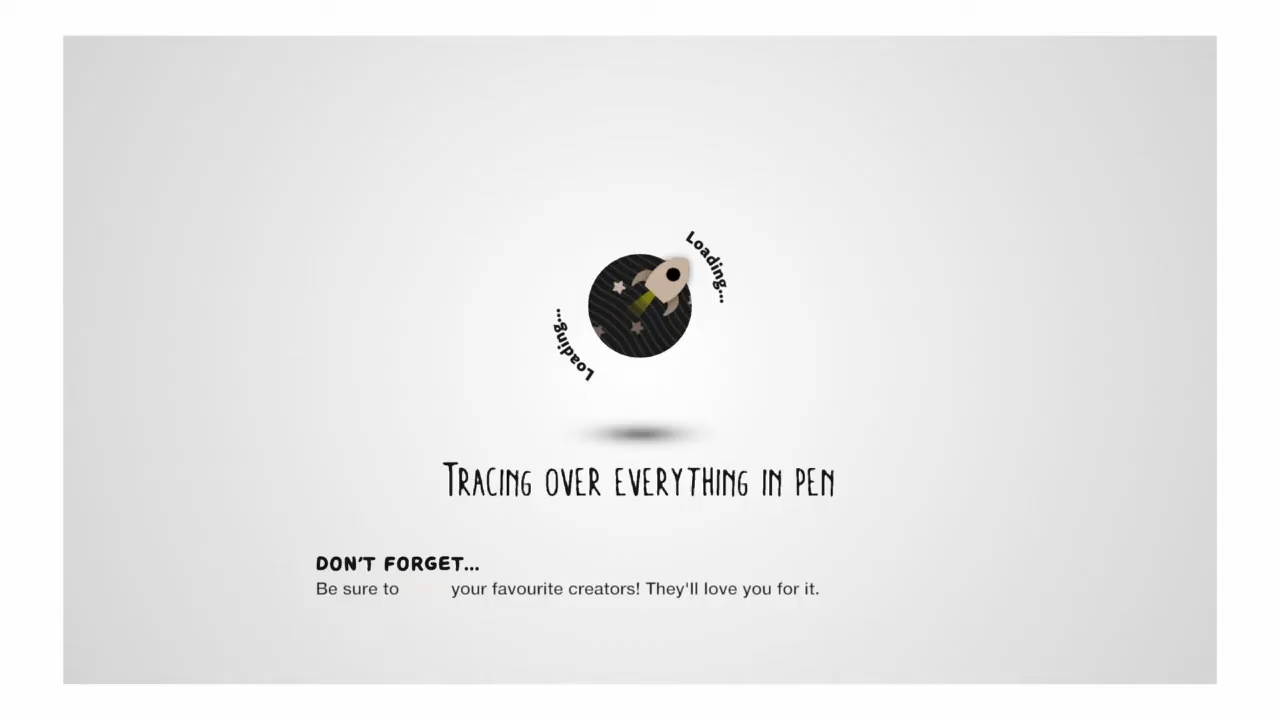 Loading...
Loading...
Tracing over everything in pen
DON'T FORGET...
Be sure to your favourite creators! They'll love you for it.